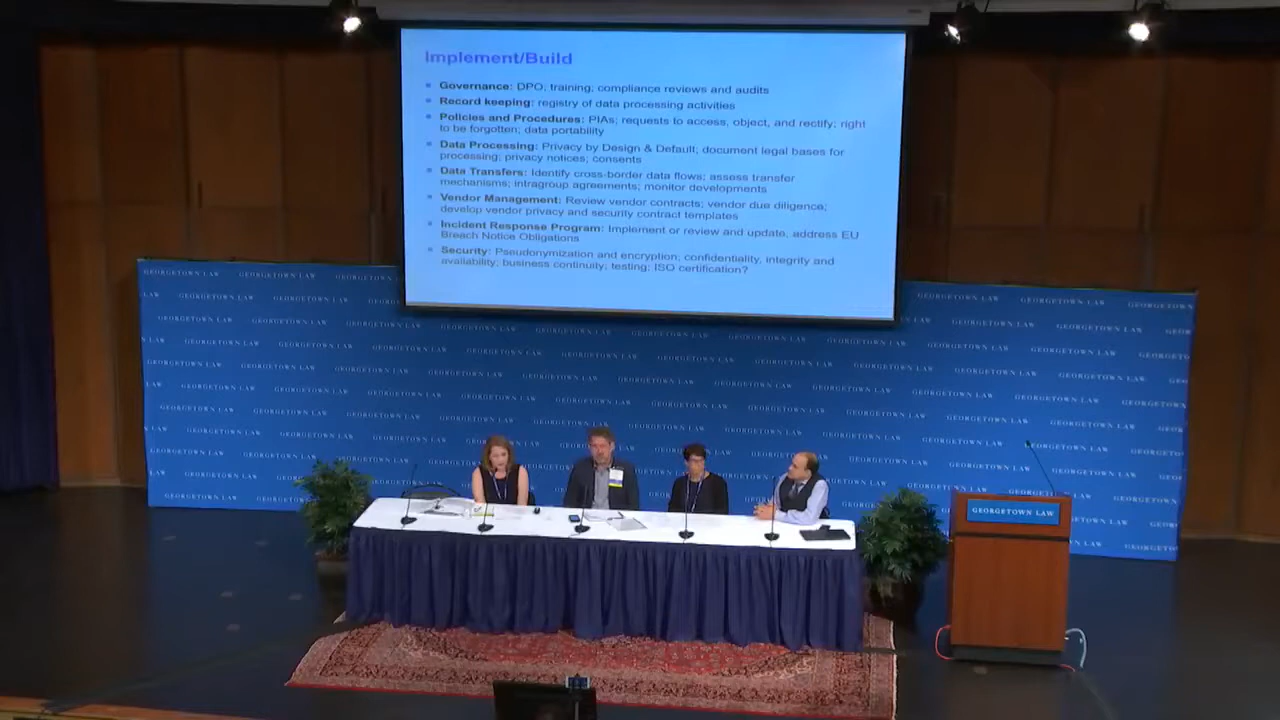 Implement/Build
Governance: DPO; training; compliance reviews and audits
Record keeping: registry of data processing activities
Policies and Procedures: PIAs; requests to access, object, and rectify; right
to be forgotten; data portability
Data Processing: Privacy by Design & Default; document legal bases for
processing; privacy notices; consents
Data Transfers: Identify cross-border data flows; assess transfer
mechanisms; intragroup agreements; monitor developments
Vendor Management: Review vendor contracts; vendor due diligence;
develop vendor privacy and security contract templates
Incident Response Program: Implement or review and update, address EU
Breach Notice Obligations
Security: Pseudonymization and encryption; confidentiality, integrity and
availability; business continuity; testing; ISO certification?
GEORGETOWN LAW
GEORGETOWN LAW